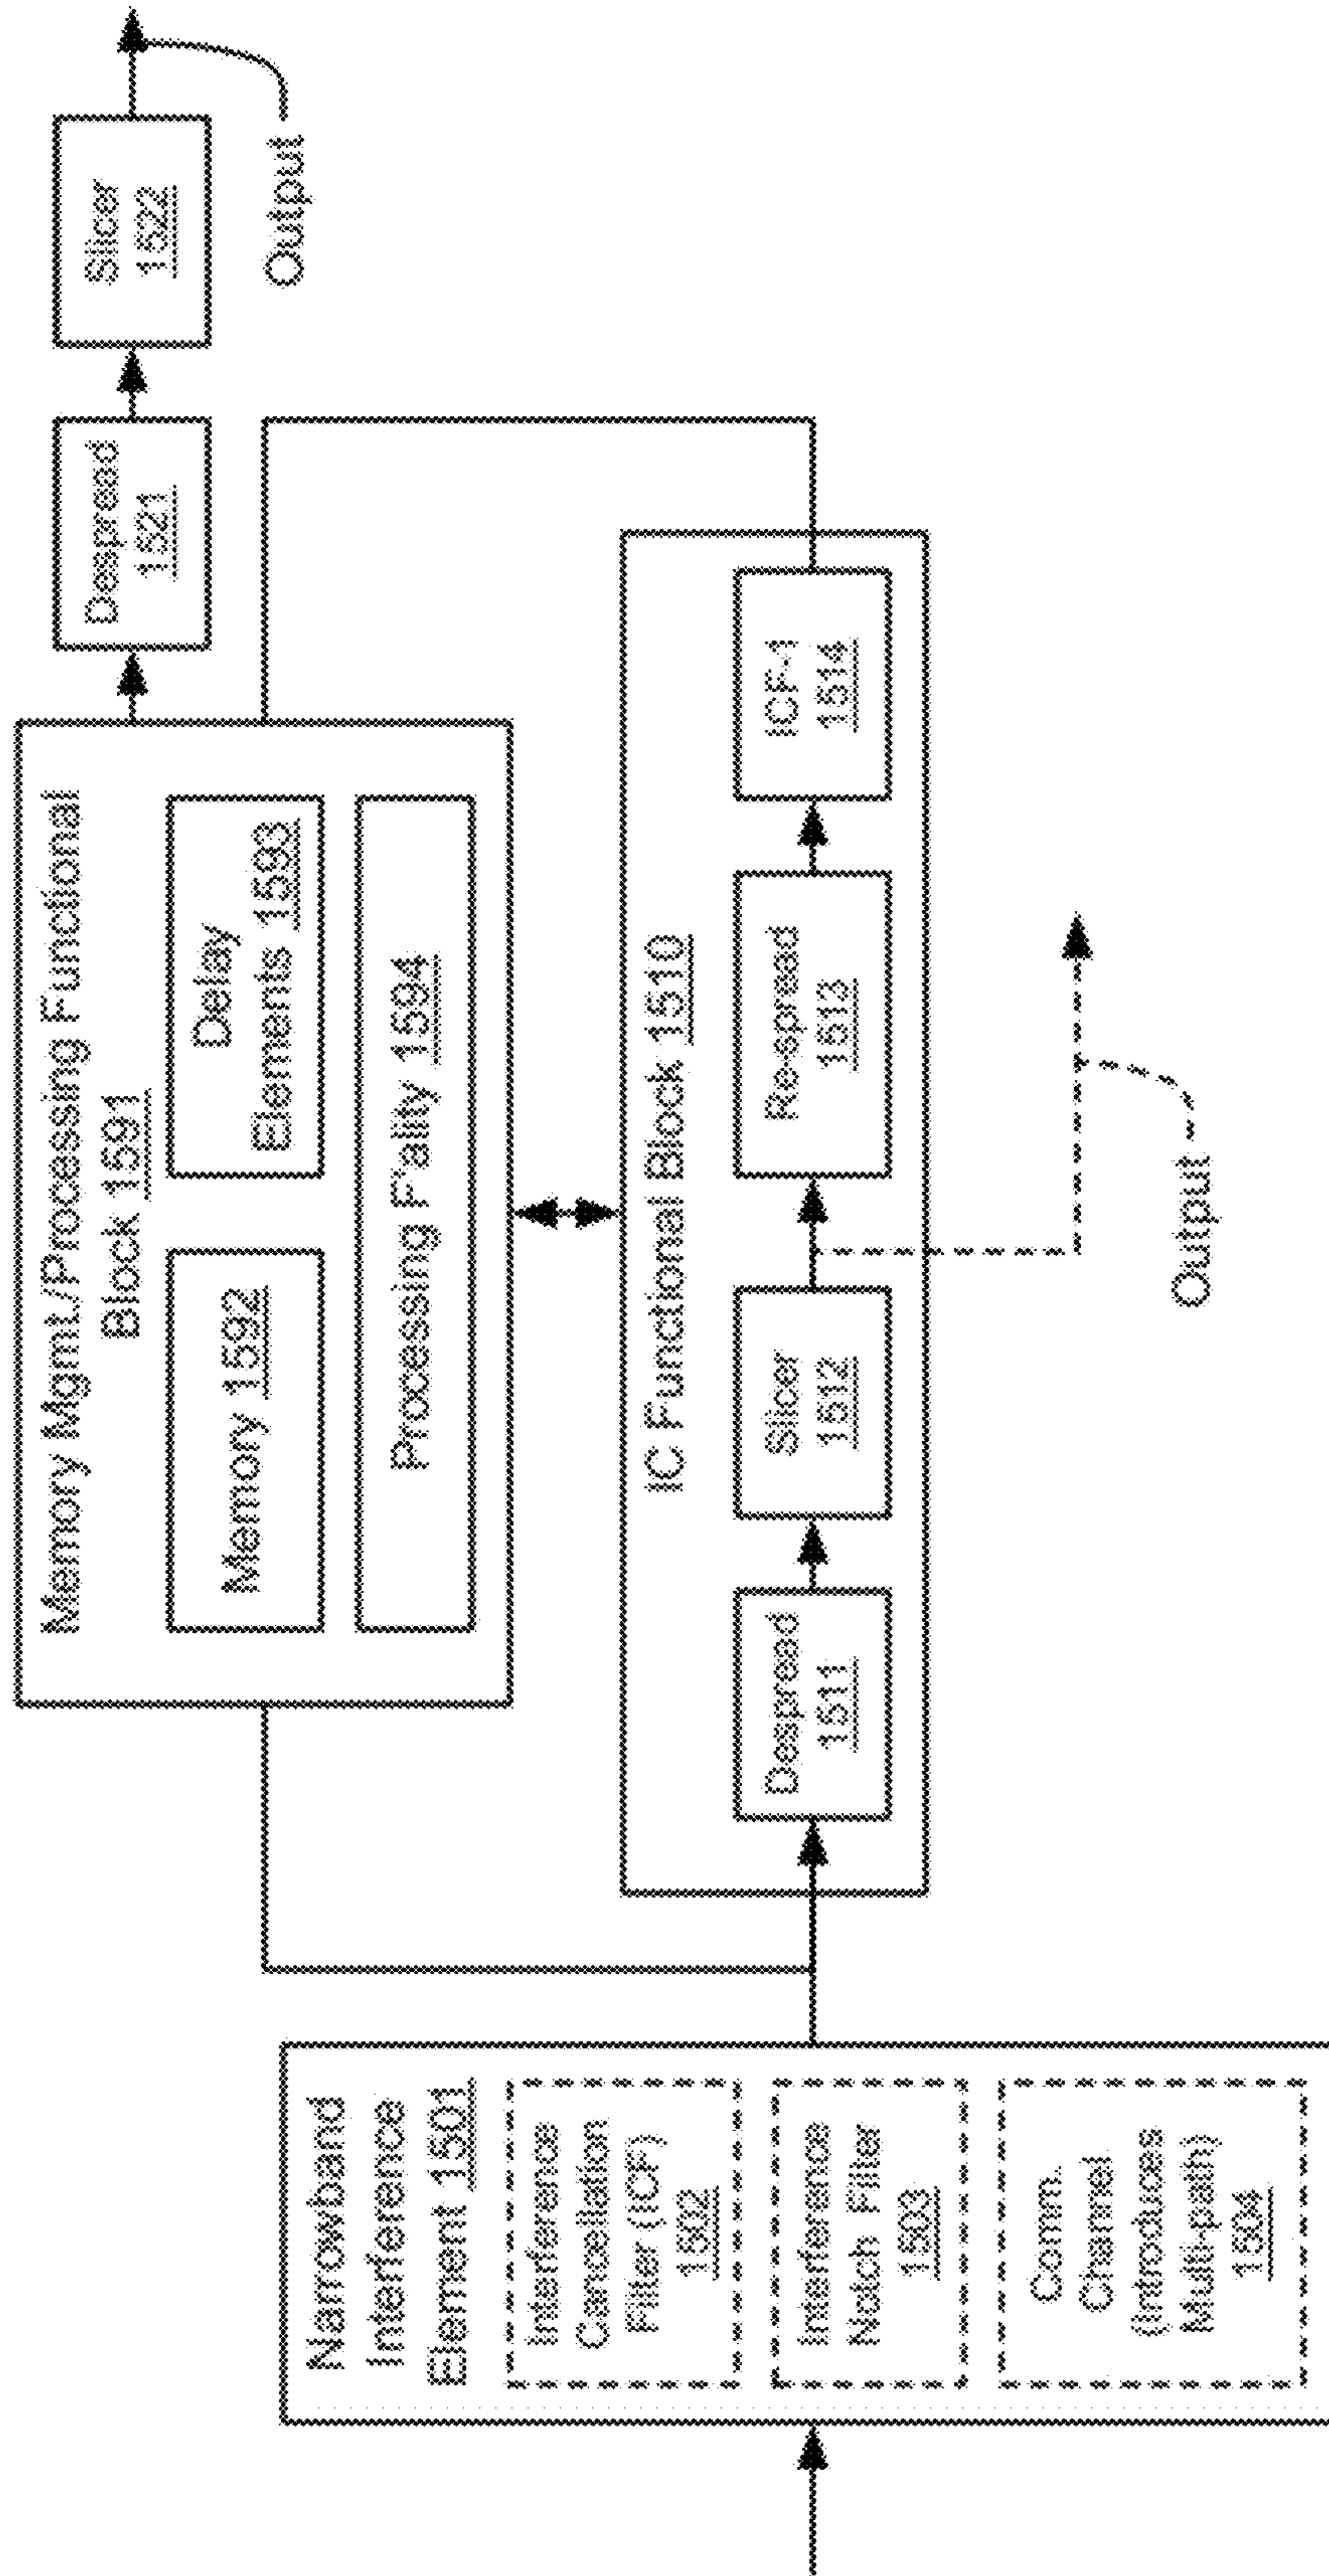 Narrowband
Interference
Element 1501
Interference
Cancellation
Filter (ICF)
1502
Interference
Notch Filter
1503
Comm.
Channel
(Introduces
Multi-path)
1504
Memory Mgmt./Processing Functional
Block 1591
Memory 1592
Delay
Elements 1593
Processing F'ality 1594
IC Functional Block 1510
Despread
1511
Slicer
1512
Re-spread
1513
ICF-1
1514
Output
Despread
1521
Slicer
1522
Output